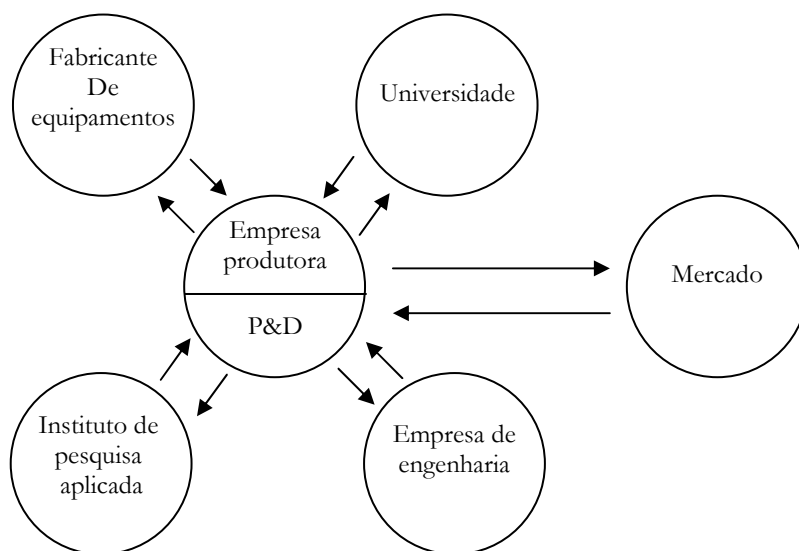 Fabricante
De
equipamentos
Universidade
Empresa
produtora
P&D
Mercado
Instituto de
pesquisa
aplicada
Empresa de
engenharia